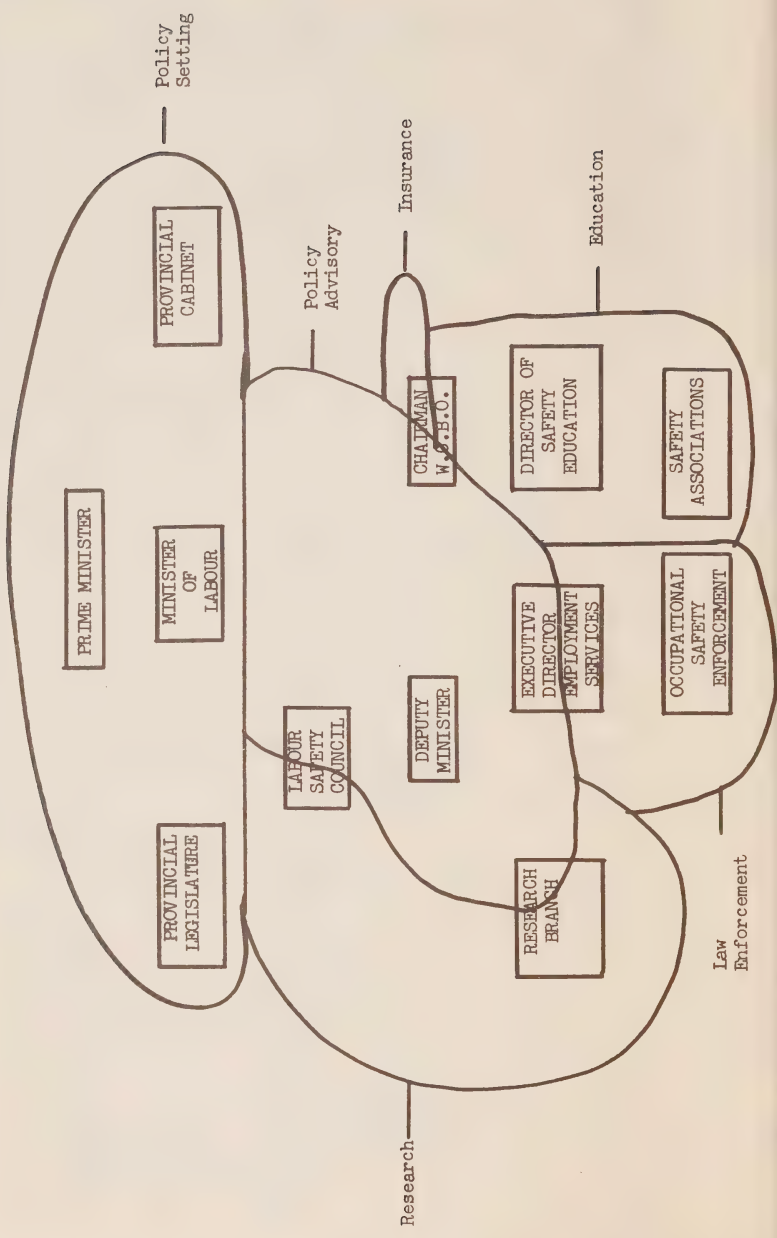 Policy
Setting
PRIME MINISTER
PROVINCIAL
LEGISLATURE
MINISTER
OF
LABOUR
PROVINCIAL
CABINET
Policy
Advisory
LABOUR
SAFETY
COUNCIL
Research
DEPUTY
MINISTER
CHAIRMAN
W.C.B.O.
Insurance
RESEARCH
BRANCH
EXECUTIVE
DIRECTOR
EMPLOYMENT
SERVICES
DIRECTOR OF
SAFETY
EDUCATION
Education
OCCUPATIONAL
SAFETY
ENFORCEMENT
SAFETY
ASSOCIATIONS
Law
Enforcement